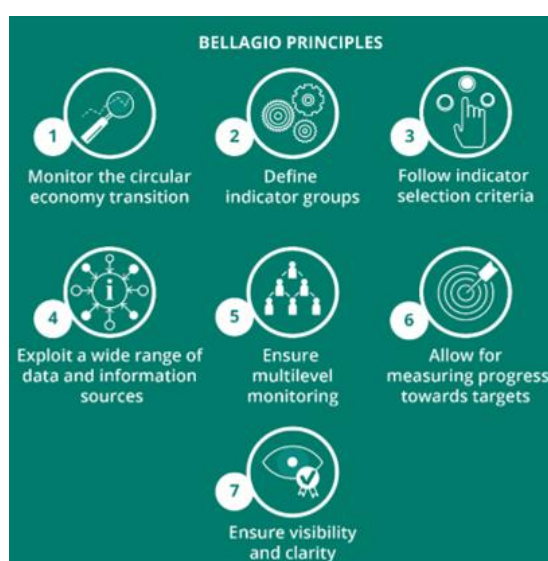 BELLAGIO PRINCIPLES
1
Monitor the circular
economy transition
2
Define
indicator groups
3
Follow indicator
selection criteria
4
Exploit a wide range of
data and information
sources
5
Ensure
multilevel
monitoring
6
Allow for
measuring progress
towards targets
7
Ensure visibility
and clarity